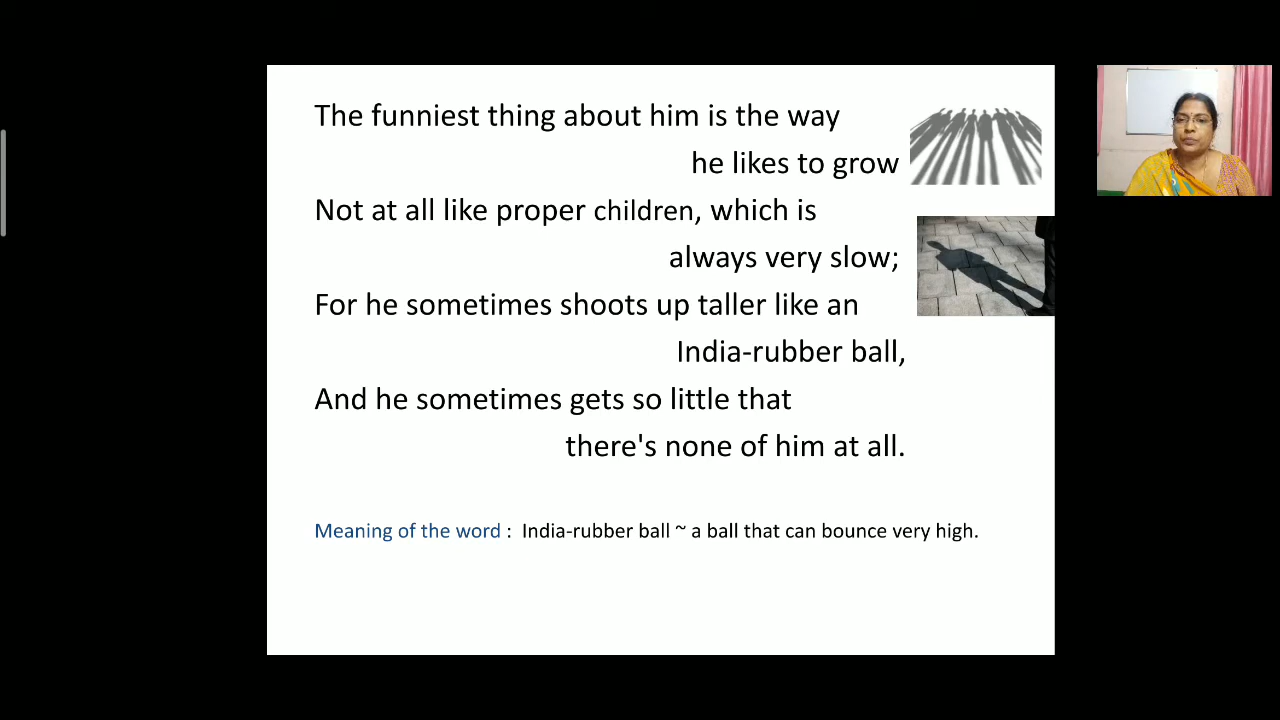 The funniest thing about him is the way
he likes to grow
Not at all like proper children, which is
always very slow;
For he sometimes shoots up taller like an
India-rubber ball,
And he sometimes gets so little that
there's none of him at all.
Meaning of the word : India-rubber ball ~ a ball that can bounce very high.